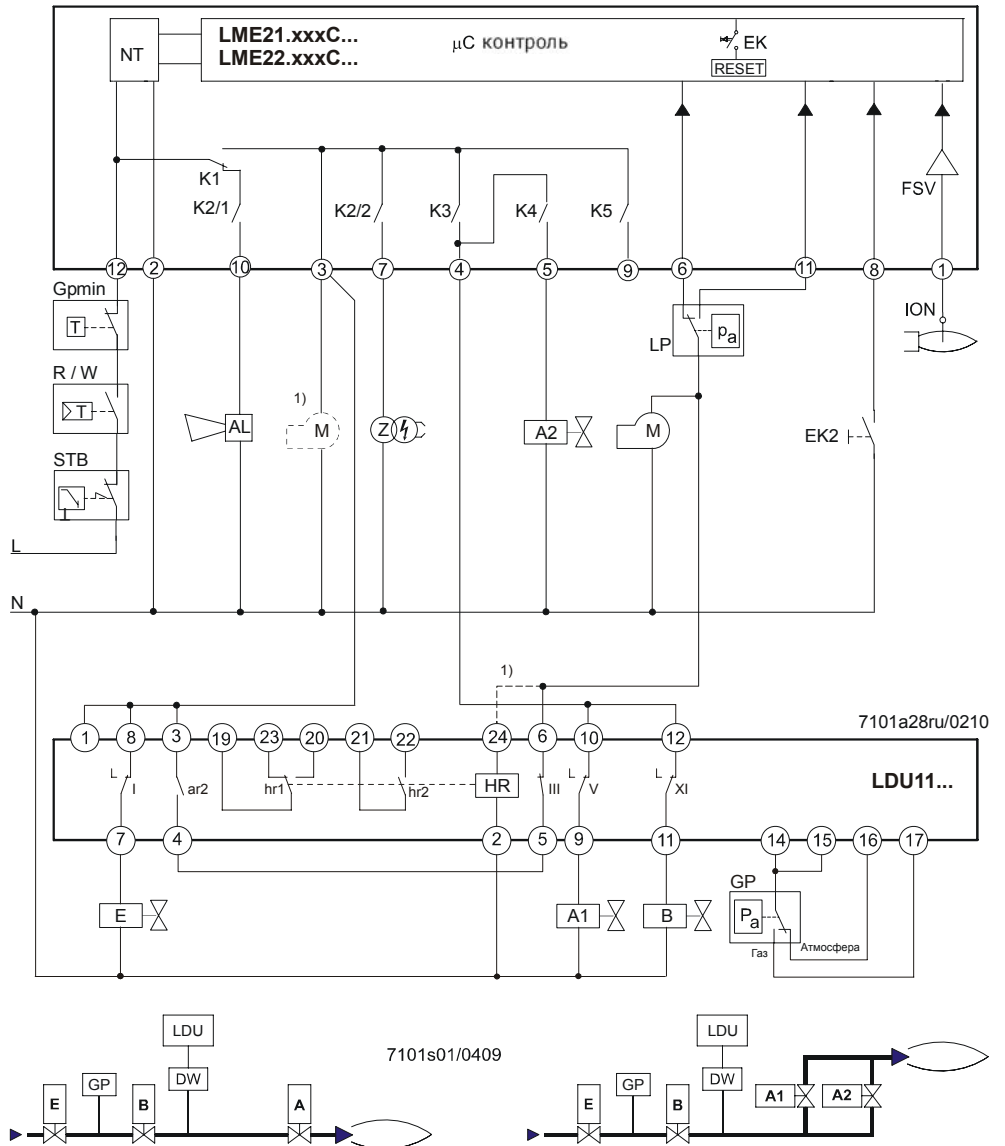 LME21.xxxC...
LME22.xxxC...
µC контроль
EK
RESET
NT
FSV
K1
K2/1
K2/2
K3
K4
K5
12 2 10 3 7 4 5 9 6 11 8 1
Gpmin
T
R / W
T
STB
L
N
AL
1)
M
Z
A2
LP
pa
M
ION
EK2
1)
7101a28ru/0210
1 8 3 19 23 20 21 22 24 6 10 12
L I
ar2
hr1
hr2
HR
III
L V
L XI
LDU11...
7 4 2 5 9 11 14 15 16 17
E
A1
B
GP
Pa
Газ
Атмосфера
7101s01/0409
LDU
E GP B DW A
LDU
E GP B DW A1 A2